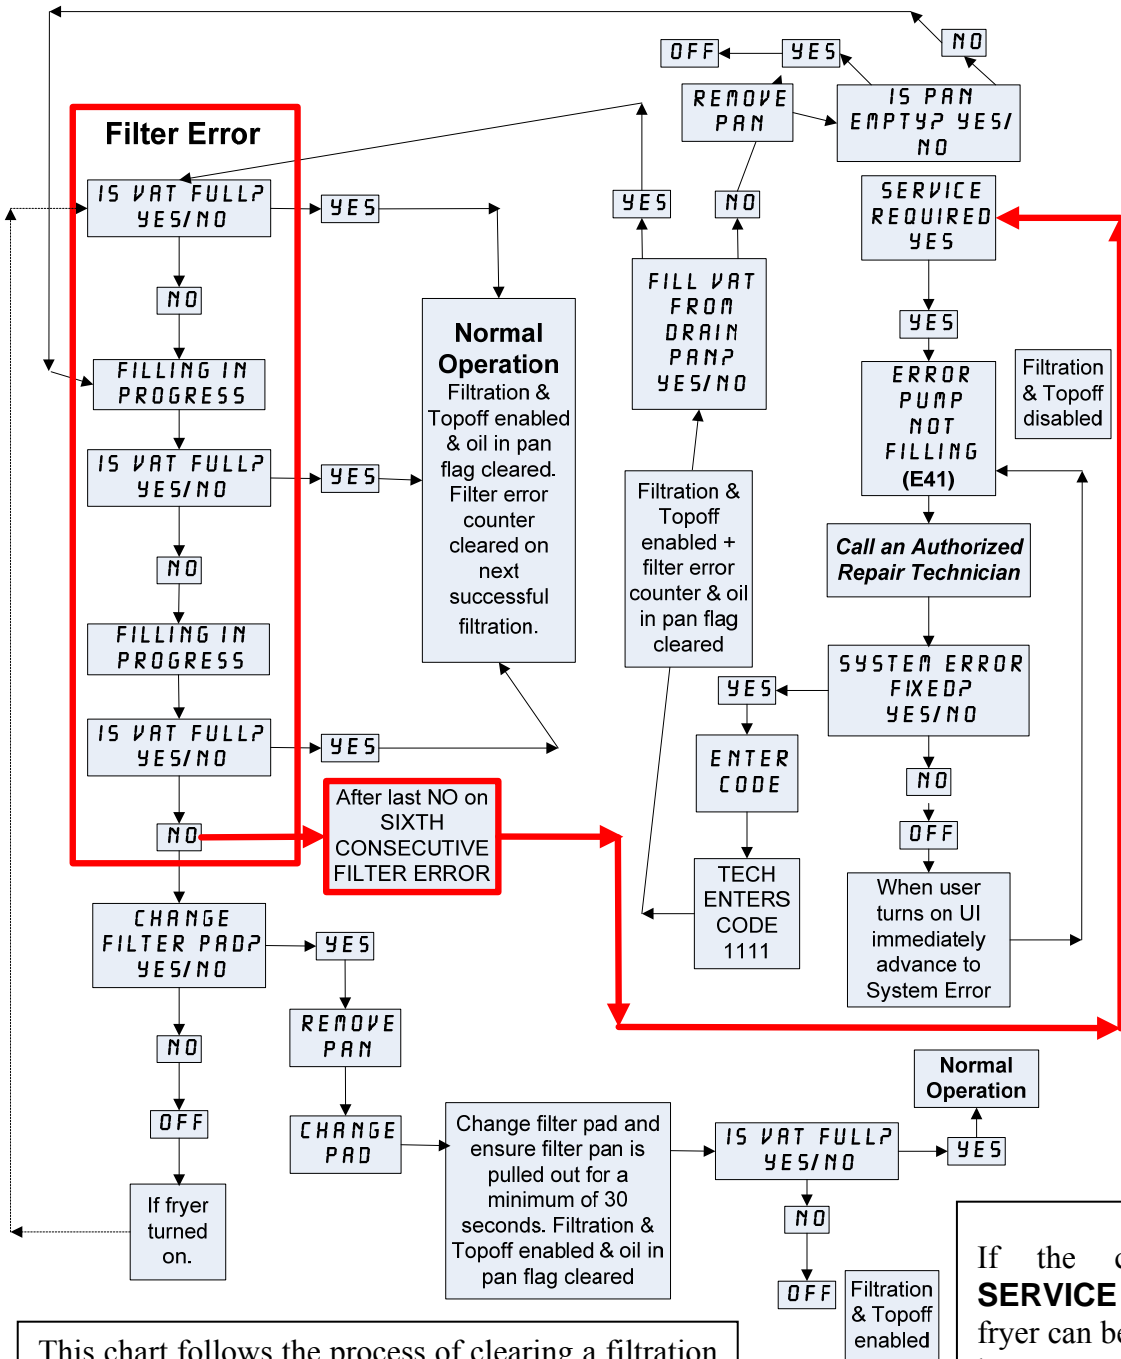 Filter Error
IS VAT FULL?
YES/NO
YES
NO
FILLING IN
PROGRESS
IS VAT FULL?
YES/NO
YES
NO
FILLING IN
PROGRESS
IS VAT FULL?
YES/NO
YES
NO
After last NO on
SIXTH
CONSECUTIVE
FILTER ERROR
CHANGE
FILTER PAD?
YES/NO
YES
NO
OFF
If fryer
turned
on.
REMOVE
PAN
CHANGE
PAD
Change filter pad and
ensure filter pan is
pulled out for a
minimum of 30
seconds. Filtration &
Topoff enabled & oil in
pan flag cleared
IS VAT FULL?
YES/NO
YES
Normal
Operation
NO
OFF
Filtration
& Topoff
enabled
Normal
Operation
Filtration &
Topoff enabled
& oil in pan
flag cleared.
Filter error
counter
cleared on
next
successful
filtration.
OFF
YES
NO
REMOVE
PAN
IS PAN
EMPTY? YES/
NO
YES
NO
FILL VAT
FROM
DRAIN
PAN?
YES/NO
Filtration &
Topoff
enabled +
filter error
counter & oil
in pan flag
cleared
SERVICE
REQUIRED
YES
YES
ERROR
PUMP
NOT
FILLING
(E41)
Filtration
& Topoff
disabled
Call an Authorized
Repair Technician
SYSTEM ERROR
FIXED?
YES/NO
YES
ENTER
CODE
TECH
ENTERS
CODE
1111
NO
OFF
When user
turns on UI
immediately
advance to
System Error
This chart follows the process of clearing a filtration
If the
SERVICE
fryer can be